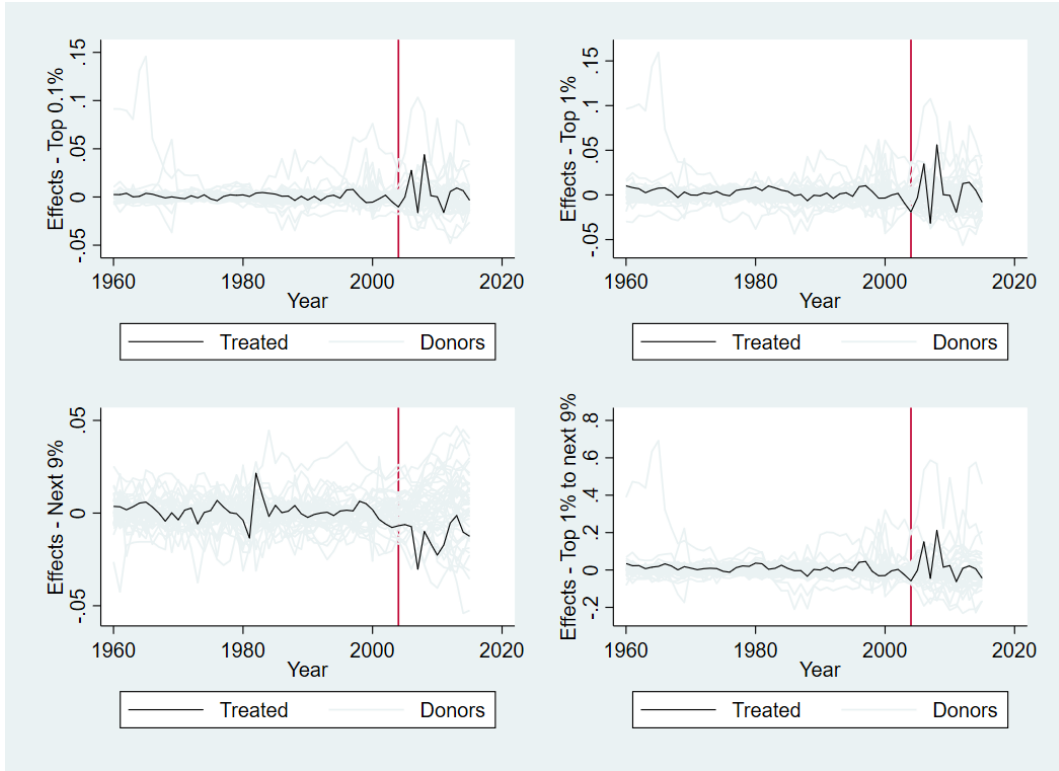 Effects - Top 0.1%
.15
.1
.05
0
-.05
1960 1980 2000 2020
Year
Treated Donors
Effects - Top 1%
.15
.1
.05
0
-.05
1960 1980 2000 2020
Year
Treated Donors
Effects - Next 9%
.05
0
-.05
1960 1980 2000 2020
Year
Treated Donors
Effects - Top 1% to next 9%
.8
.6
.4
.2
0
-.2
1960 1980 2000 2020
Year
Treated Donors